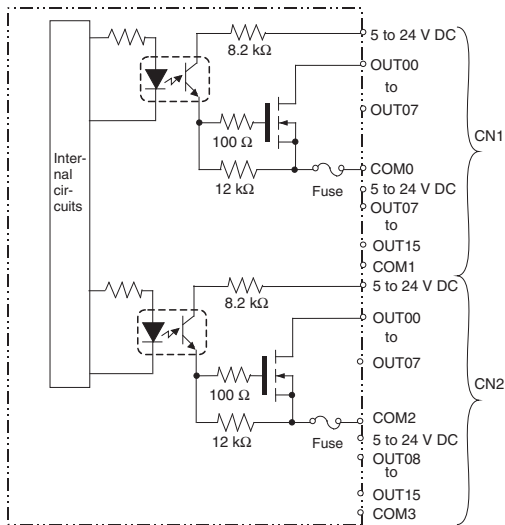 5 to 24 V DC
8.2 kΩ
OUT00
to
OUT07
CN1
100 Ω
Inter-
nal
cir-
cuits
COM0
12 kΩ
Fuse
5 to 24 V DC
OUT07
to
OUT15
COM1
5 to 24 V DC
8.2 kΩ
OUT00
to
OUT07
CN2
100 Ω
COM2
12 kΩ
Fuse
5 to 24 V DC
OUT08
to
OUT15
COM3